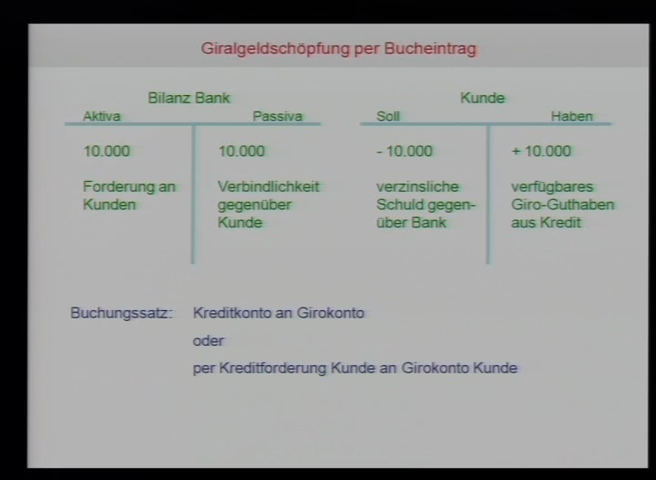 Giralgeldschöpfung per Bucheintrag
Bilanz Bank
Kunde
Aktiva
Passiva
Soll
Haben
10.000
10.000
- 10.000
+ 10.000
Forderung an
Kunden
Verbindlichkeit
gegenüber
Kunde
verzinsliche
Schuld gegen-
über Bank
verfügbares
Giro-Guthaben
aus Kredit
Buchungssatz: Kreditkonto an Girokonto
oder
per Kreditforderung Kunde an Girokonto Kunde